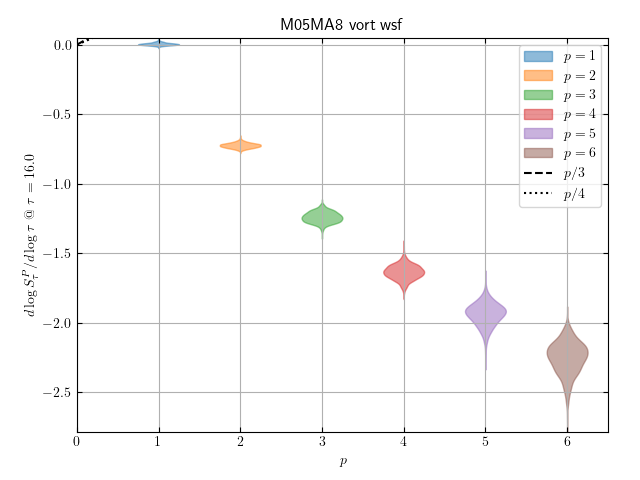 M05MA8 vort wsf
d log S_τ^P / d log τ @ τ = 16.0
0.0
−0.5
−1.0
−1.5
−2.0
−2.5
0 1 2 3 4 5 6
p
p = 1
p = 2
p = 3
p = 4
p = 5
p = 6
p/3
p/4